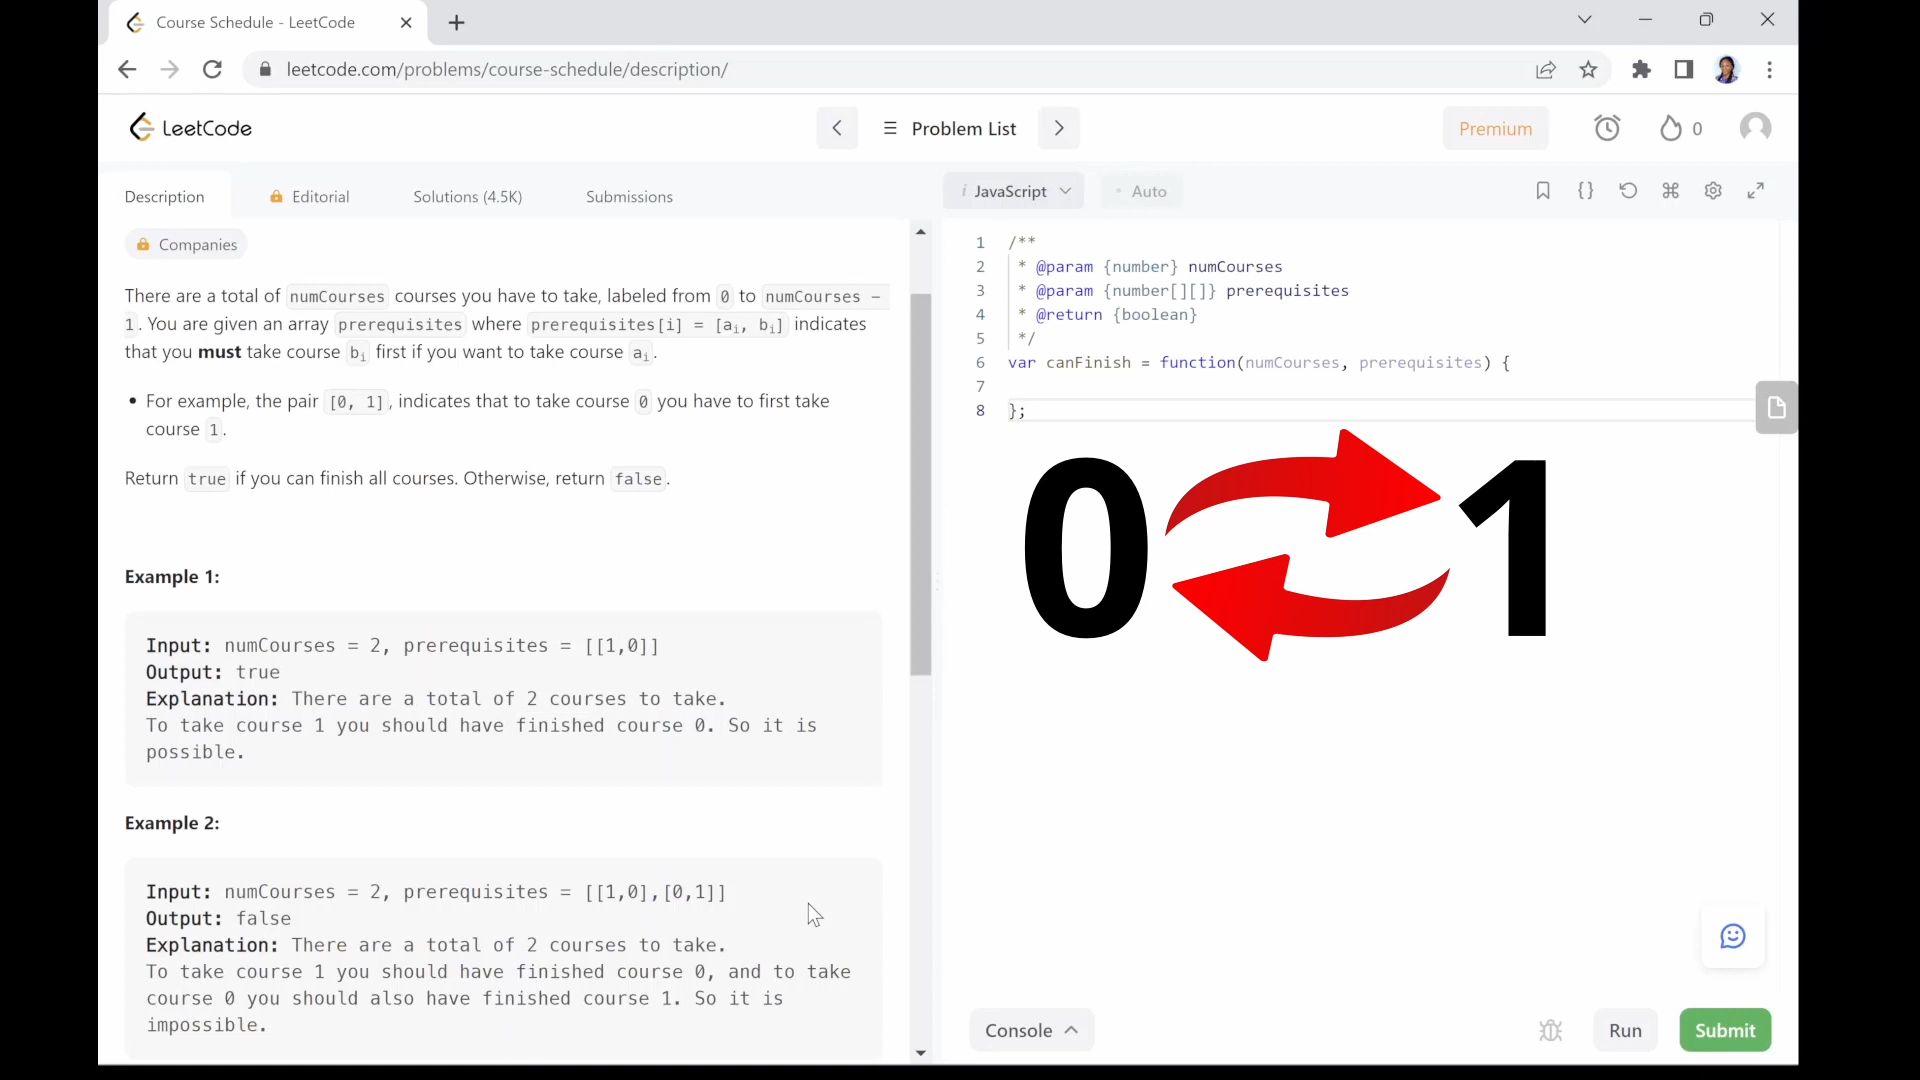 Course Schedule - LeetCode
leetcode.com/problems/course-schedule/description/
LeetCode
Problem List
Premium
0
Description
Editorial
Solutions (4.5K)
Submissions
Companies
There are a total of numCourses courses you have to take, labeled from 0 to numCourses -
1. You are given an array prerequisites where prerequisites[i] = [aᵢ, bᵢ] indicates
that you must take course bᵢ first if you want to take course aᵢ.
• For example, the pair [0, 1], indicates that to take course 0 you have to first take
course 1.
Return true if you can finish all courses. Otherwise, return false.
Example 1:
Input: numCourses = 2, prerequisites = [[1,0]]
Output: true
Explanation: There are a total of 2 courses to take.
To take course 1 you should have finished course 0. So it is
possible.
Example 2:
Input: numCourses = 2, prerequisites = [[1,0],[0,1]]
Output: false
Explanation: There are a total of 2 courses to take.
To take course 1 you should have finished course 0, and to take
course 0 you should also have finished course 1. So it is
impossible.
i JavaScript
• Auto
{}
1 /**
2 * @param {number} numCourses
3 * @param {number[][]} prerequisites
4 * @return {boolean}
5 */
6 var canFinish = function(numCourses, prerequisites) {
7
8 };
0 1
Console
Run
Submit